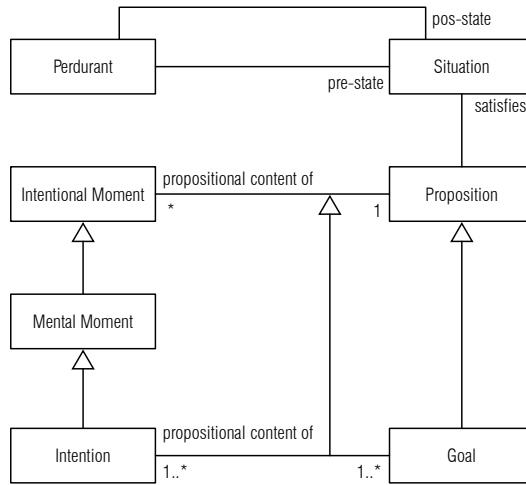 pos-state
Perdurant
Situation
pre-state
satisfies
Intentional Moment
propositional content of
*
1
Proposition
Mental Moment
Intention
propositional content of
1..*
1..*
Goal